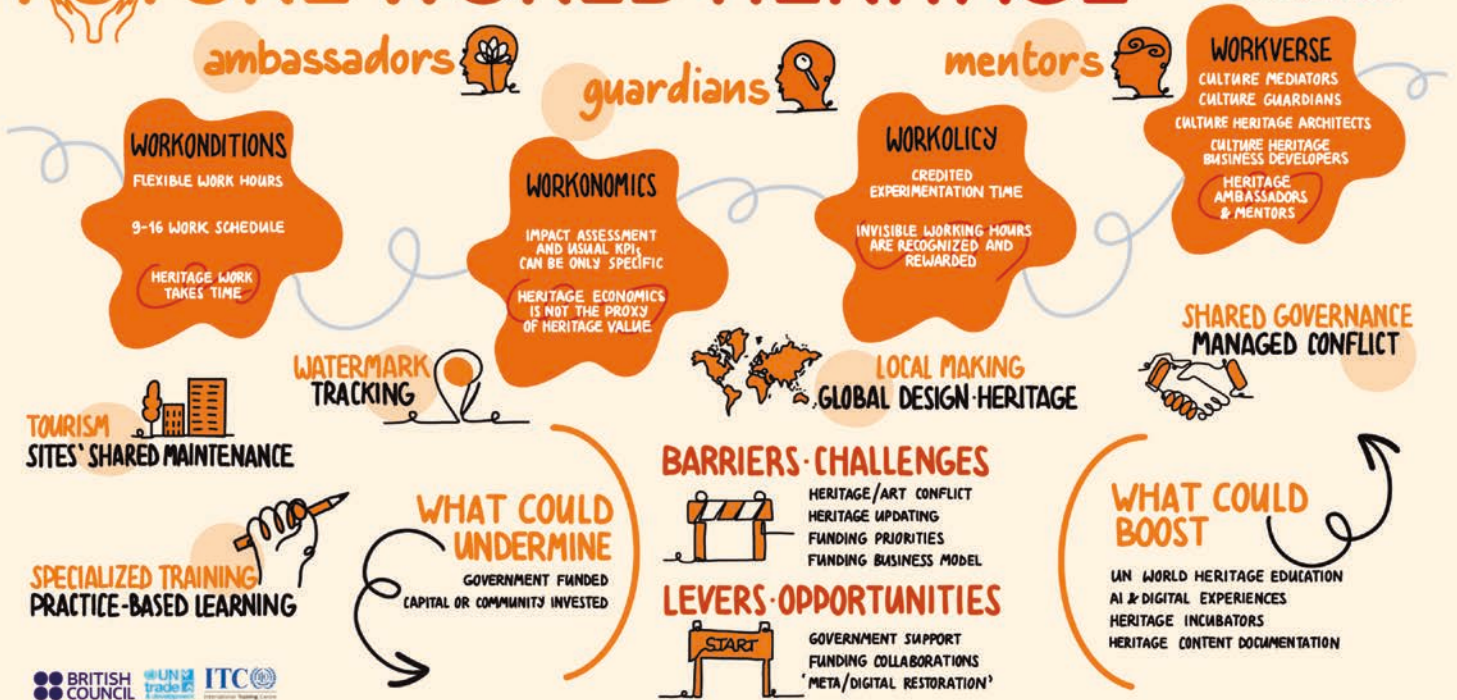 WORLD HERITAGE
ambassadors
guardians
mentors
WORKONDITIONS
FLEXIBLE WORK HOURS
9-16 WORK SCHEDULE
HERITAGE WORK
TAKES TIME
WORKONOMICS
IMPACT ASSESSMENT
AND USUAL KPIs
CAN BE ONLY SPECIFIC
HERITAGE ECONOMICS
IS NOT THE PROXY
OF HERITAGE VALUE
WORKOLICY
CREDITED
EXPERIMENTATION TIME
INVISIBLE WORKING HOURS
ARE RECOGNIZED AND
REWARDED
WORKVERSE
CULTURE MEDIATORS
CULTURE GUARDIANS
CULTURE HERITAGE ARCHITECTS
CULTURE HERITAGE
BUSINESS DEVELOPERS
HERITAGE
AMBASSADORS
& MENTORS
TOURISM
SITES' SHARED MAINTENANCE
WATERMARK
TRACKING
LOCAL MAKING
GLOBAL DESIGN·HERITAGE
SHARED GOVERNANCE
MANAGED CONFLICT
SPECIALIZED TRAINING
PRACTICE-BASED LEARNING
WHAT COULD
UNDERMINE
GOVERNMENT FUNDED
CAPITAL OR COMMUNITY INVESTED
BARRIERS·CHALLENGES
HERITAGE/ART CONFLICT
HERITAGE UPDATING
FUNDING PRIORITIES
FUNDING BUSINESS MODEL
LEVERS·OPPORTUNITIES
START
GOVERNMENT SUPPORT
FUNDING COLLABORATIONS
'META/DIGITAL RESTORATION'
WHAT COULD
BOOST
UN WORLD HERITAGE EDUCATION
AI & DIGITAL EXPERIENCES
HERITAGE INCUBATORS
HERITAGE CONTENT DOCUMENTATION
BRITISH
COUNCIL
UN
trade &
development
ITC
International Training Centre